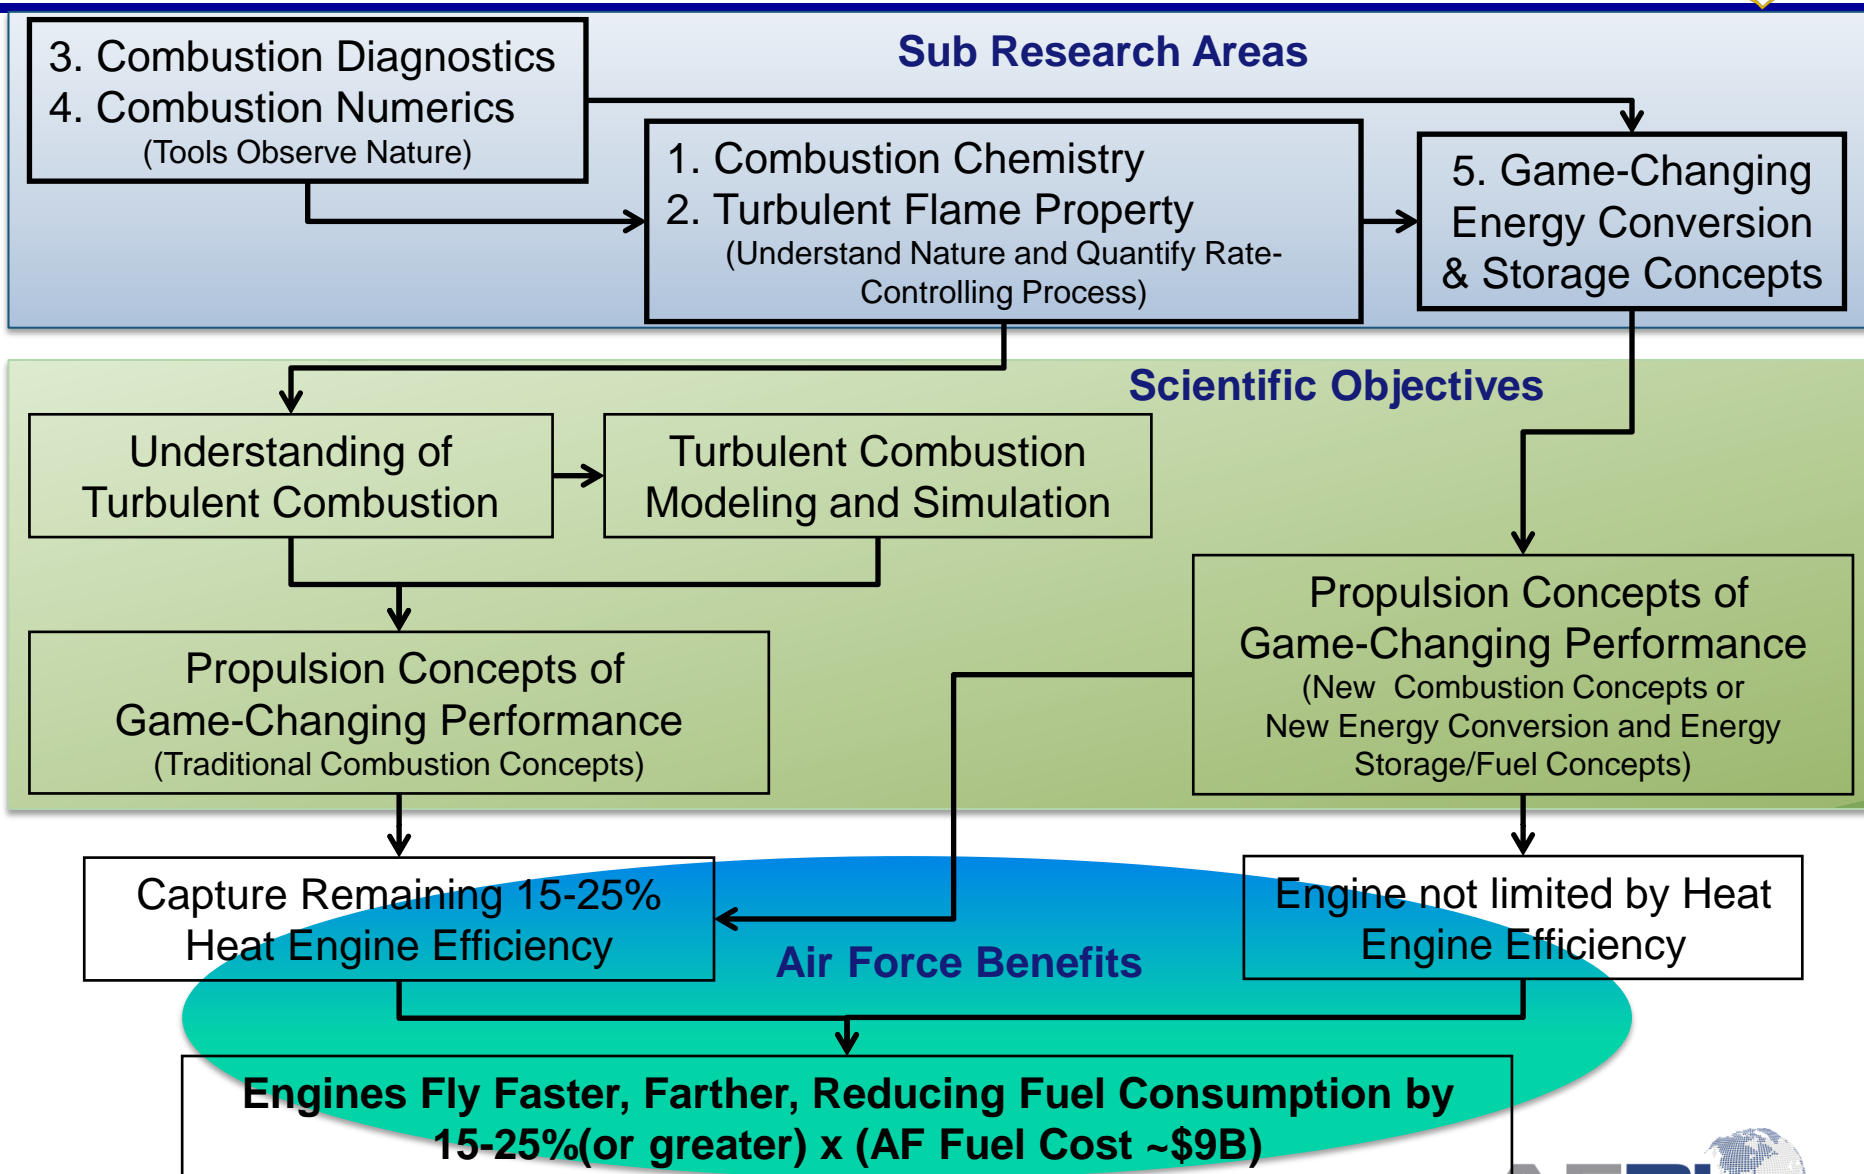 Sub Research Areas
3. Combustion Diagnostics
4. Combustion Numerics
(Tools Observe Nature)
1. Combustion Chemistry
2. Turbulent Flame Property
(Understand Nature and Quantify Rate-
Controlling Process)
5. Game-Changing
Energy Conversion
& Storage Concepts
Scientific Objectives
Understanding of
Turbulent Combustion
Turbulent Combustion
Modeling and Simulation
Propulsion Concepts of
Game-Changing Performance
(Traditional Combustion Concepts)
Propulsion Concepts of
Game-Changing Performance
(New  Combustion Concepts or
New Energy Conversion and Energy
Storage/Fuel Concepts)
Capture Remaining 15-25%
Heat Engine Efficiency
Air Force Benefits
Engine not limited by Heat
Engine Efficiency
Engines Fly Faster, Farther, Reducing Fuel Consumption by
15-25%(or greater) x (AF Fuel Cost ~$9B)